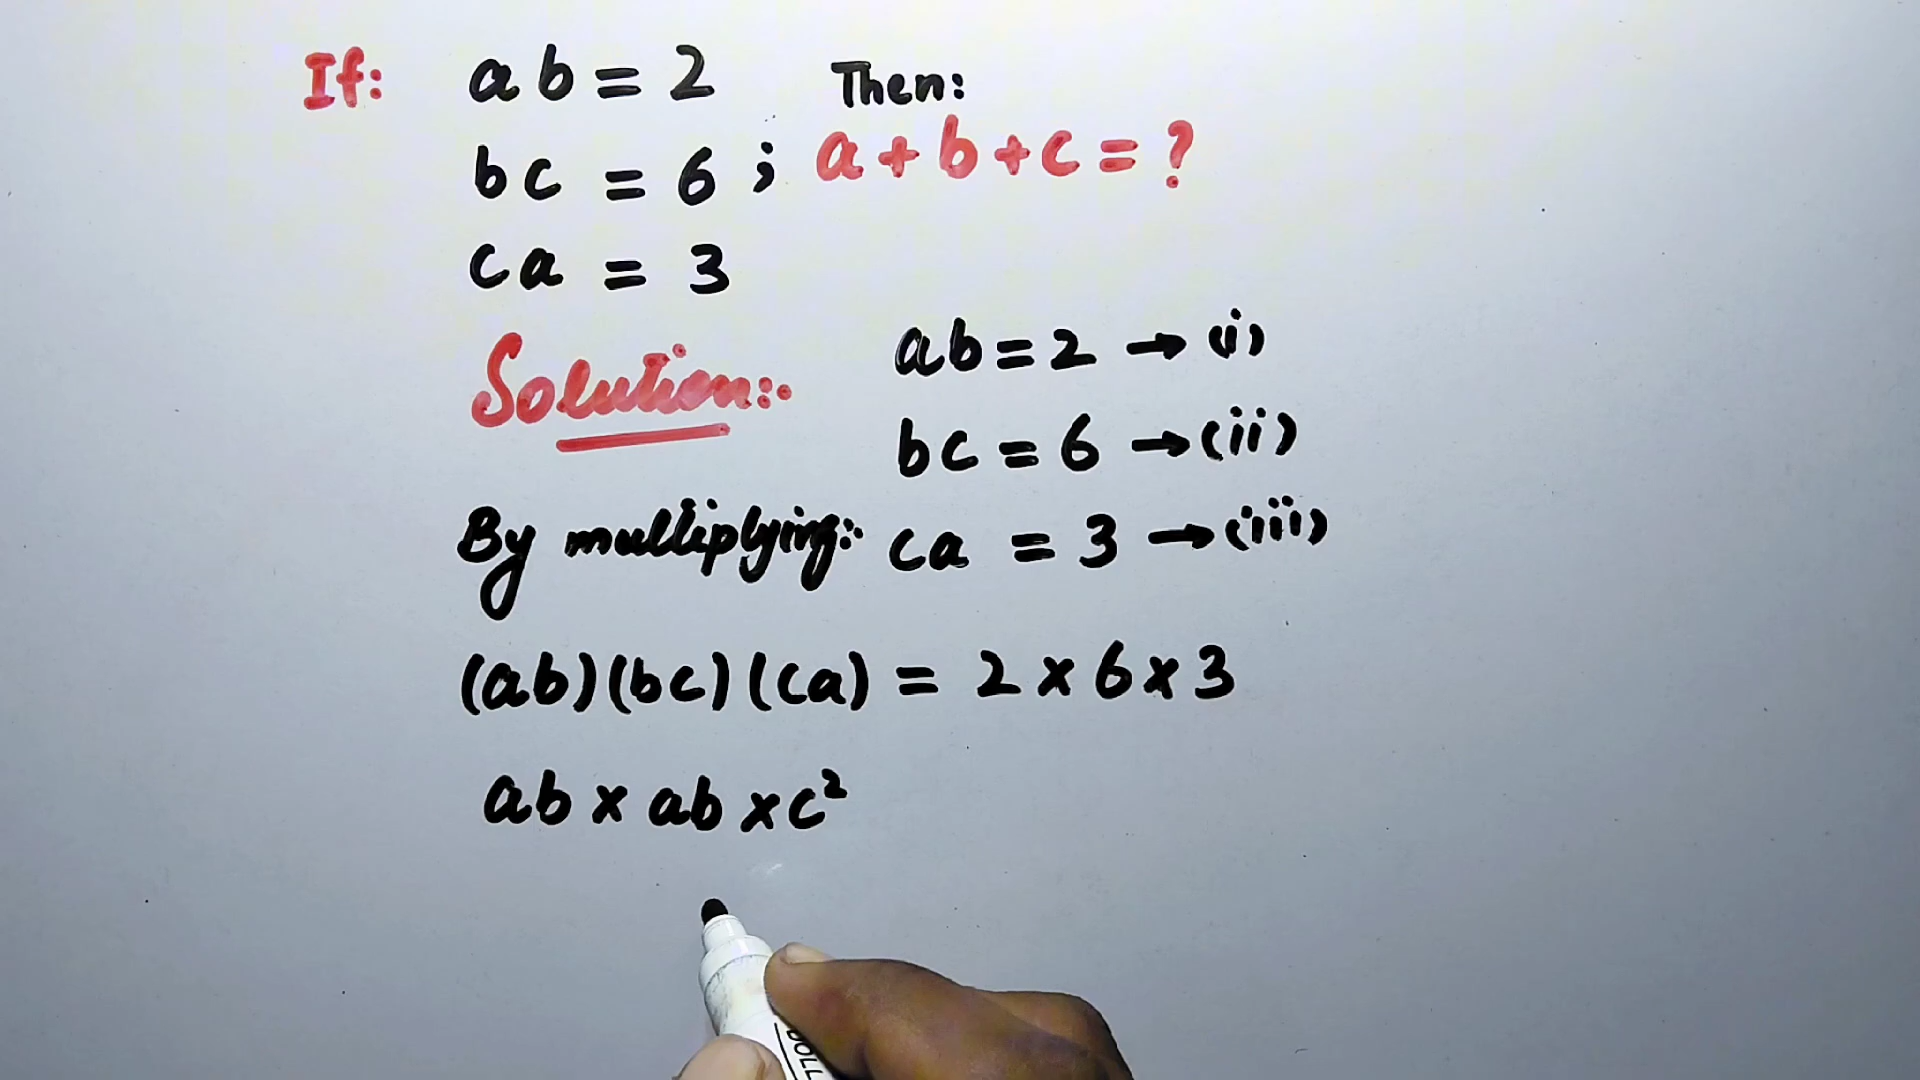 If: ab = 2 Then:
bc = 6 ; a + b + c = ?
ca = 3
Solution:-
ab = 2 → (i)
bc = 6 → (ii)
By multiplying:- ca = 3 → (iii)
(ab)(bc)(ca) = 2 × 6 × 3
ab × ab × c²
DOLL